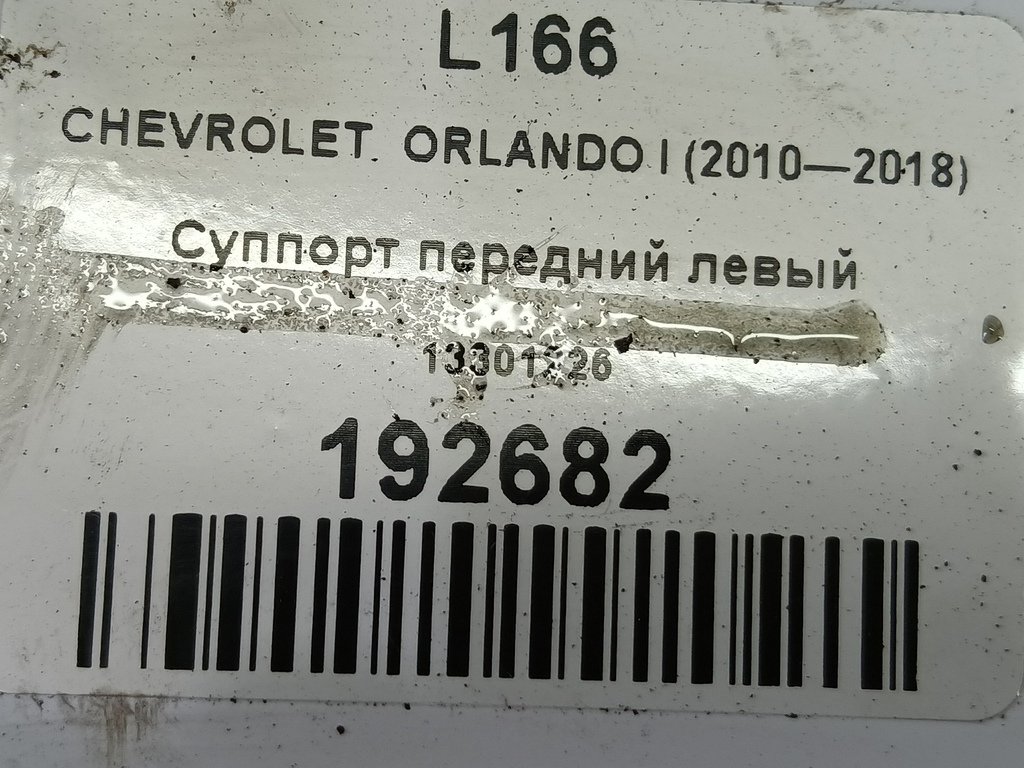 L166
CHEVROLET ORLANDO I (2010—2018)
Суппорт передний левый
192682